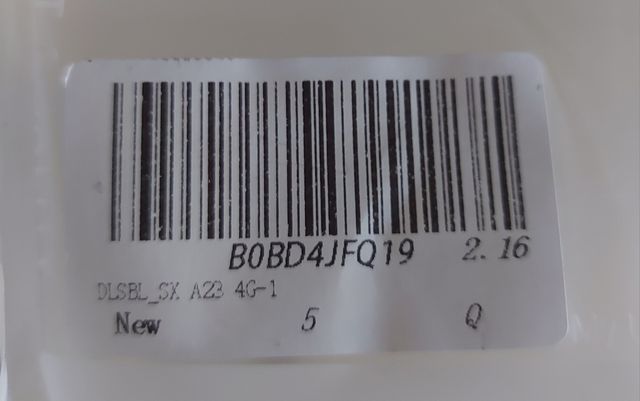 B0BD4JFQ19 2.16
DLSBL_SX A23 4G-1
New 5 Q